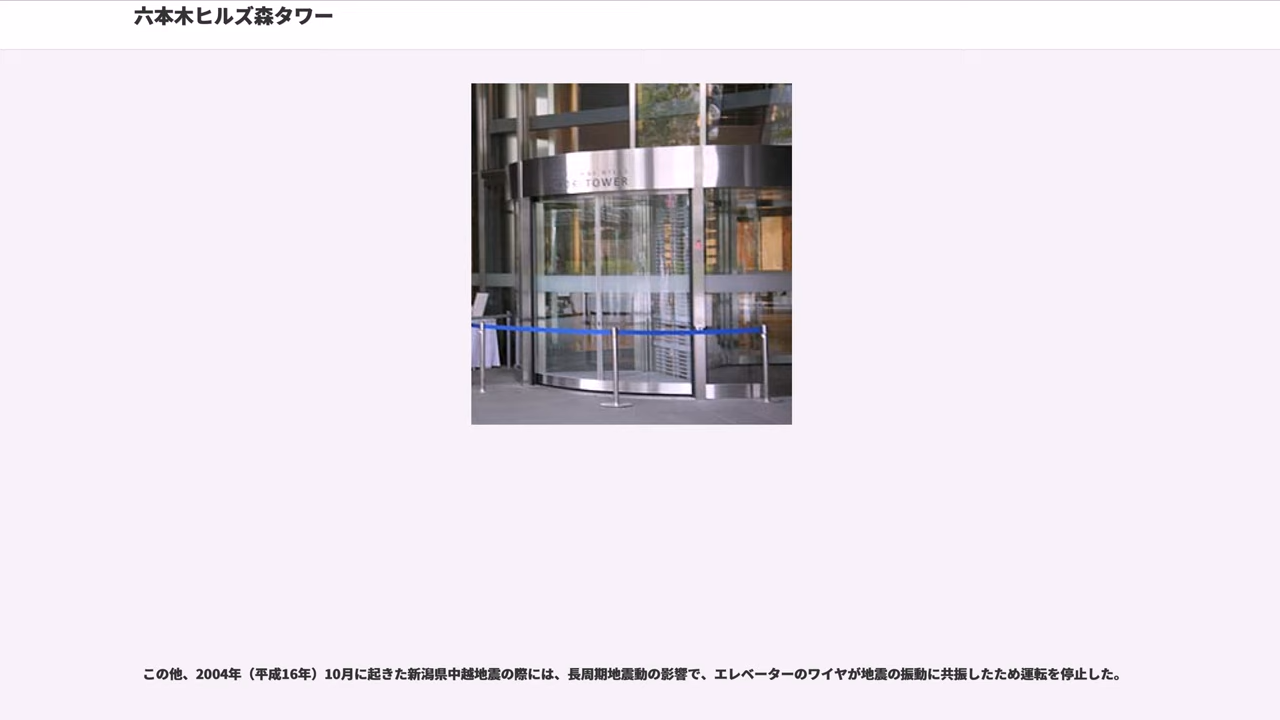 六本木ヒルズ森タワー
TOWER
この他、2004年（平成16年）10月に起きた新潟県中越地震の際には、長周期地震動の影響で、エレベーターのワイヤが地震の振動に共振したため運転を停止した。